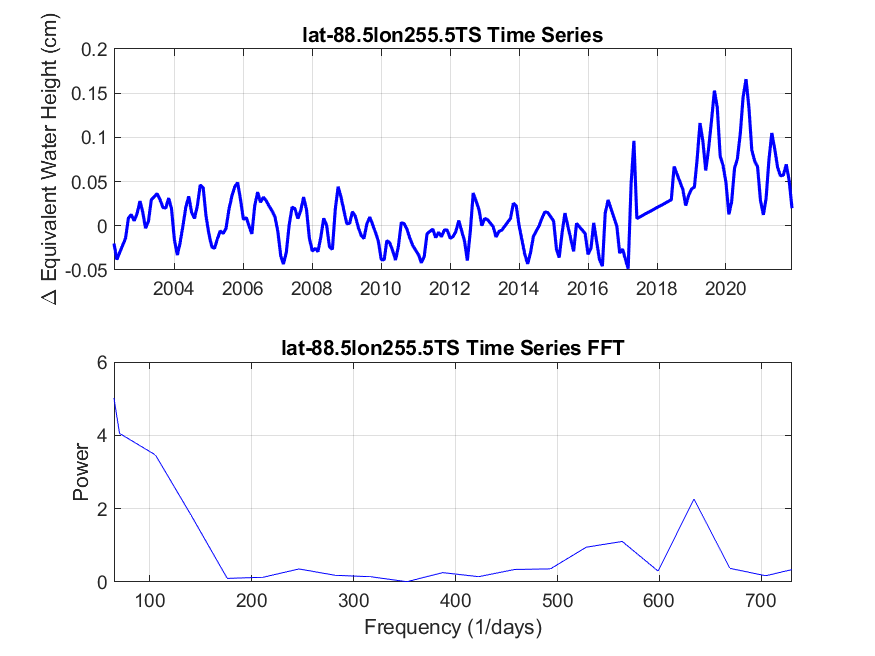 lat-88.5lon255.5TS Time Series
Δ Equivalent Water Height (cm)
0.2
0.15
0.1
0.05
0
-0.05
2004 2006 2008 2010 2012 2014 2016 2018 2020
lat-88.5lon255.5TS Time Series FFT
Power
6
4
2
0
100 200 300 400 500 600 700
Frequency (1/days)